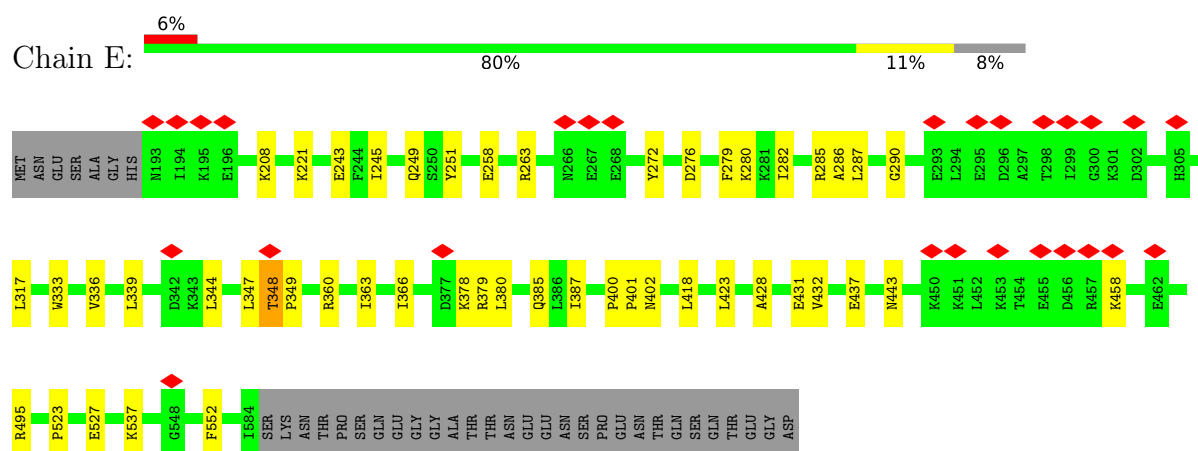 6%
Chain E:
80%
11%
8%
MET ASN GLU SER ALA GLY HIS N193 I194 K195 E196 K208 K221 E243 F244 I245 Q249 S250 Y251 E258 R263 N266 E267 E268 Y272 D276 F279 K280 K281 I282 R285 A286 L287 G290 E293 L294 E295 D296 A297 T298 I299 G300 K301 D302 H305
L317 W333 V336 L339 D342 K343 L344 L347 T348 P349 R360 I363 I366 D377 K378 R379 L380 Q385 L386 I387 P400 P401 N402 L418 L423 A428 E431 V432 E437 N443 K450 K451 L452 K453 T454 E455 D456 R457 K458 E462
R495 P523 E527 K537 G548 F552 I584 SER LYS ASN THR PRO SER GLN GLU GLY GLY ALA THR THR ASN GLU GLU ASN SER PRO GLU ASN THR GLN SER GLN THR GLU GLY ASP